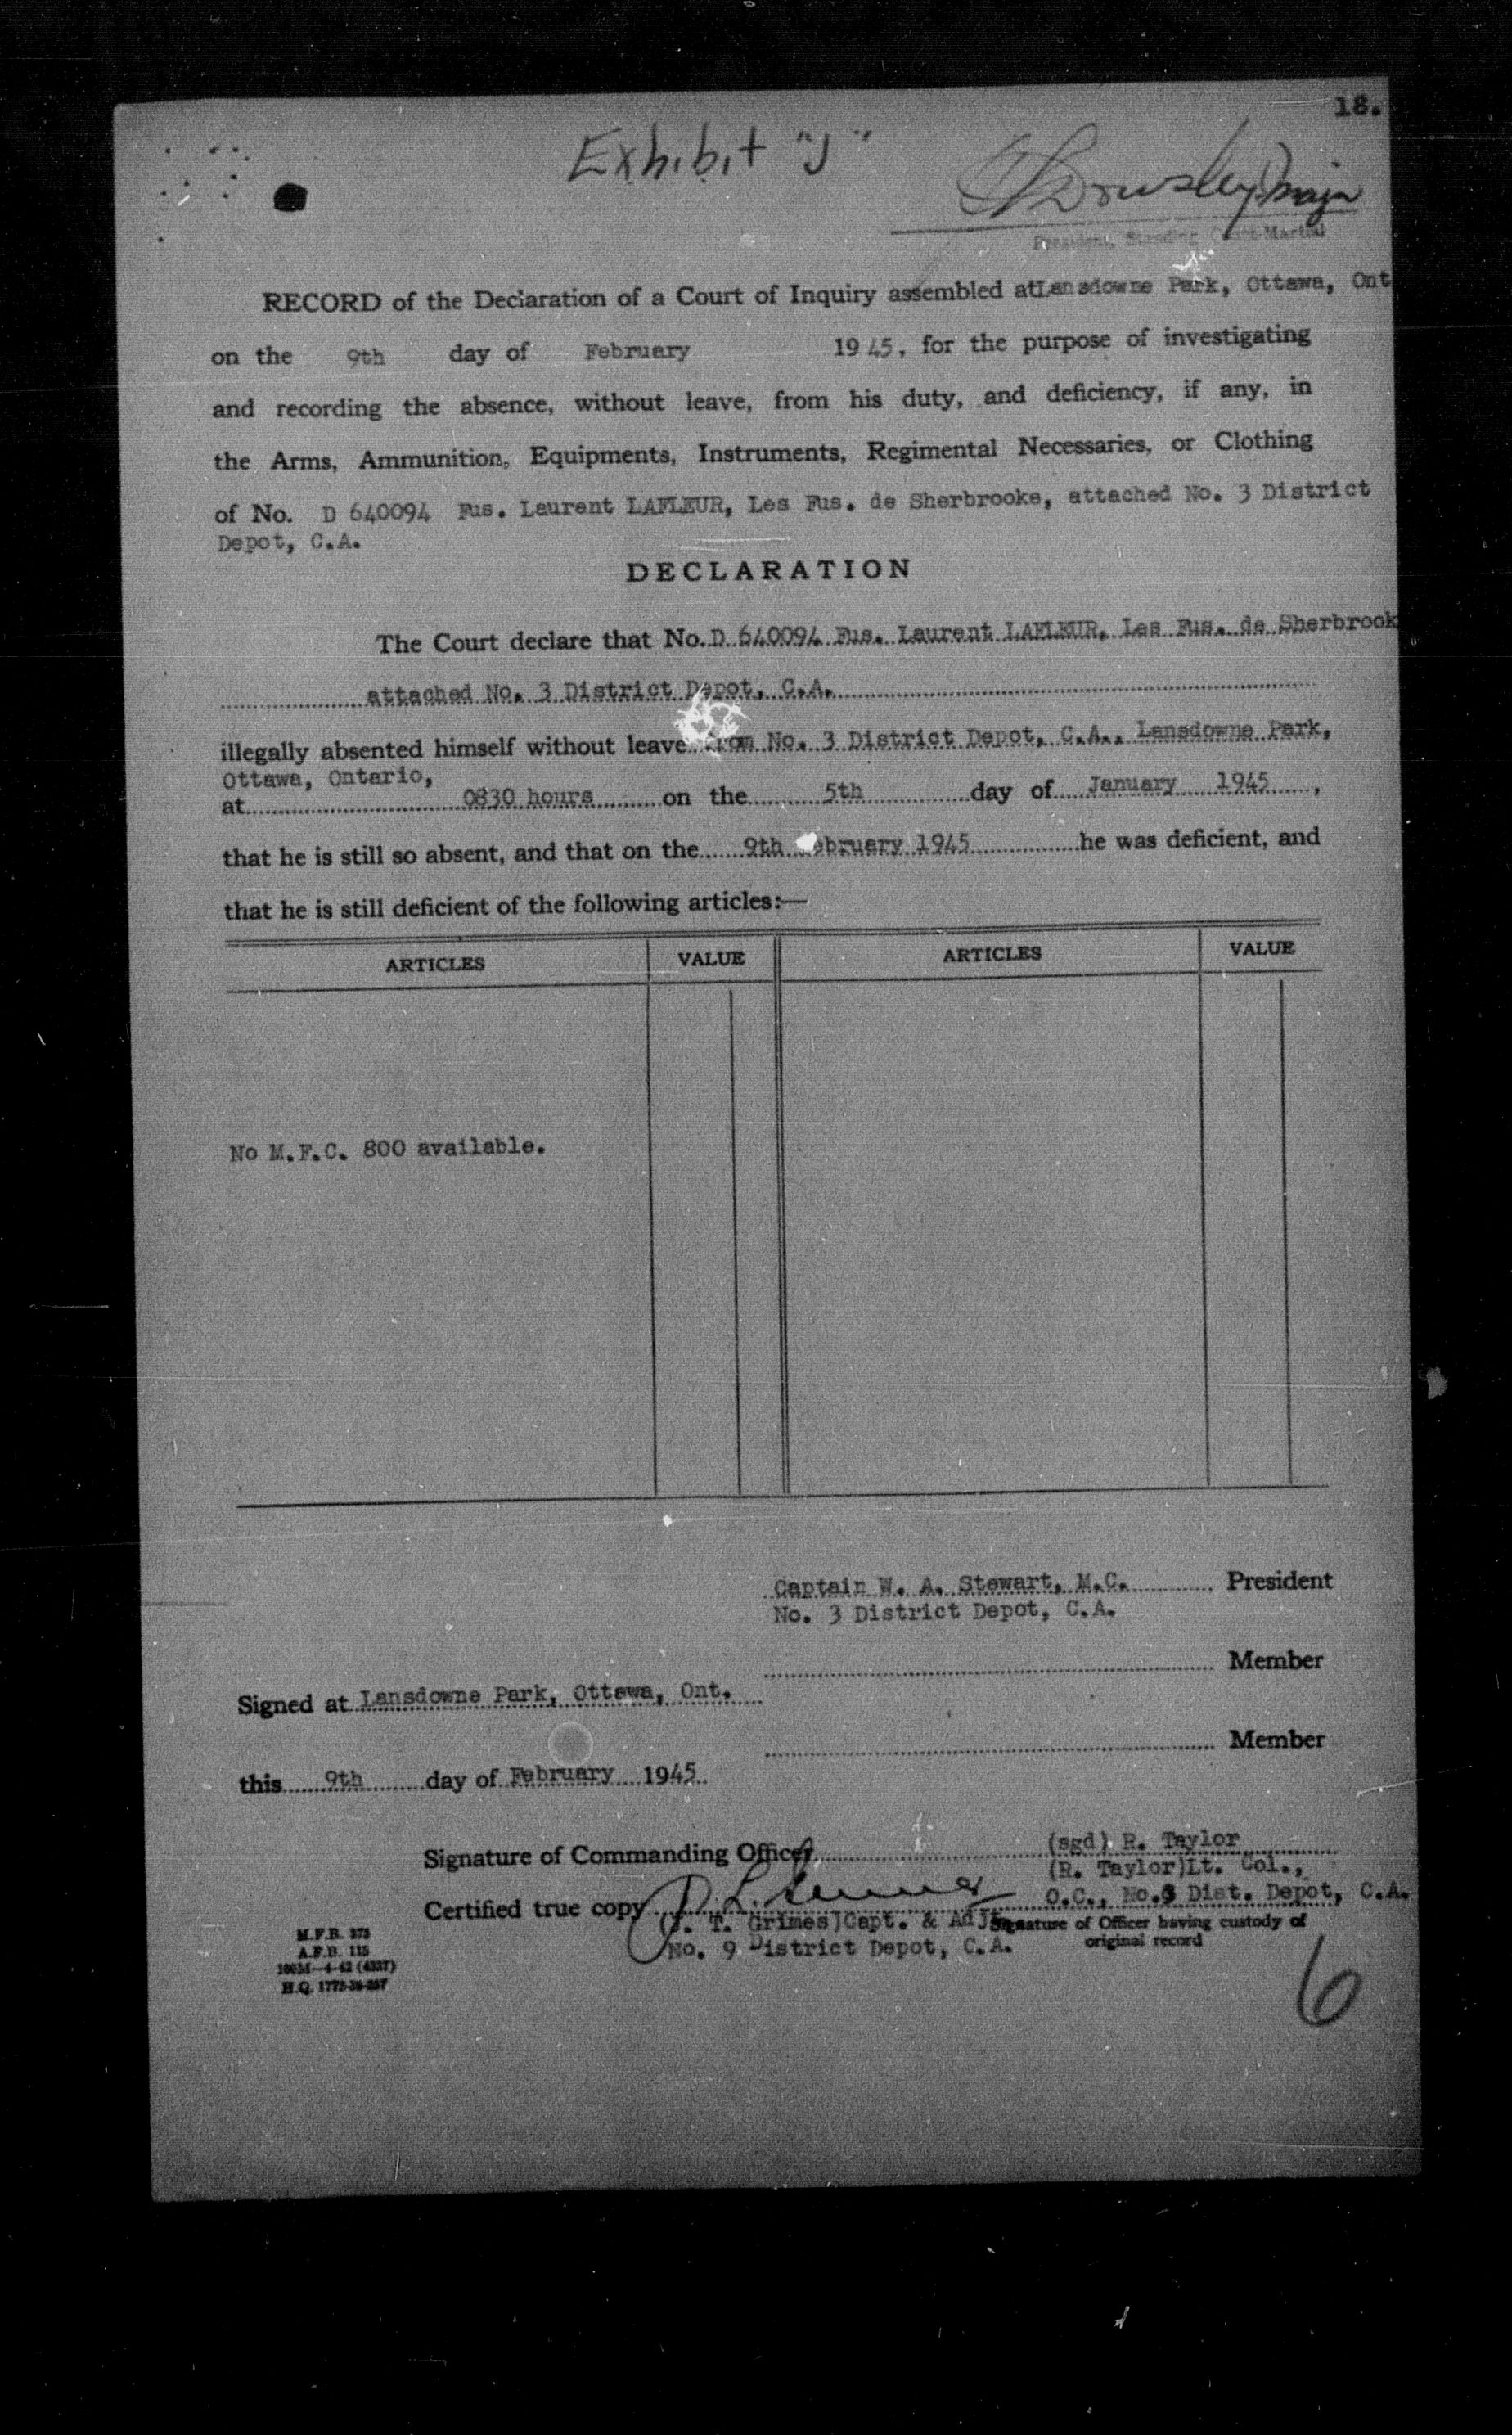 18.
Exhibit "J"
Major
President, Standing Court-Martial
RECORD of the Declaration of a Court of Inquiry assembled at Lansdowne Park, Ottawa, Ont
on the 9th day of February 1945, for the purpose of investigating
and recording the absence, without leave, from his duty, and deficiency, if any, in
the Arms, Ammunition, Equipments, Instruments, Regimental Necessaries, or Clothing
of No. D 640094 Fus. Laurent LAFLEUR, Les Fus. de Sherbrooke, attached No. 3 District
Depot, C.A.
DECLARATION
The Court declare that No. D 640094 Fus. Laurent LAFLEUR, Les Fus. de Sherbrook
attached No. 3 District Depot, C.A.
illegally absented himself without leave from No. 3 District Depot, C.A., Lansdowne Park,
Ottawa, Ontario,
at 0830 hours on the 5th day of January 1945,
that he is still so absent, and that on the 9th February 1945 he was deficient, and
that he is still deficient of the following articles:—
ARTICLES VALUE ARTICLES VALUE
No M.F.C. 800 available.
Captain W. A. Stewart, M.C. President
No. 3 District Depot, C.A.
Member
Signed at Lansdowne Park, Ottawa, Ont.
Member
this 9th day of February 1945
Signature of Commanding Officer (sgd) R. Taylor
(R. Taylor)Lt. Col.,
Certified true copy O.C., No.3 Dist. Depot, C.A.
T. Grimes)Capt. & Adjt. Signature of Officer having custody of
No. 9 District Depot, C.A. original record
M.F.B. 373
A.F.B. 115
100M—4-42 (4337)
H.Q. 1772-39-257
6